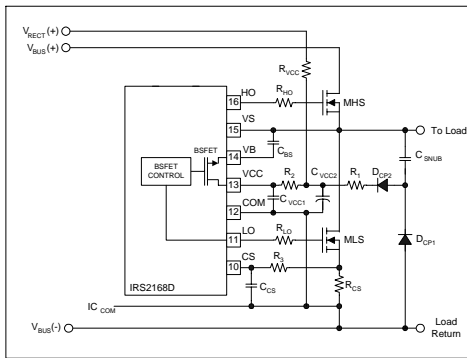 V_RECT (+)
V_BUS (+)
R_VCC
HO
16
R_HO
MHS
VS
15
To Load
BSFET
VB
14
C_BS
C_SNUB
BSFET
CONTROL
VCC
13
R_2
C_VCC2
R_1
D_CP2
COM
12
C_VCC1
LO
11
R_LO
MLS
D_CP1
CS
10
R_3
IRS2168D
C_CS
R_CS
IC_COM
V_BUS (-)
Load
Return